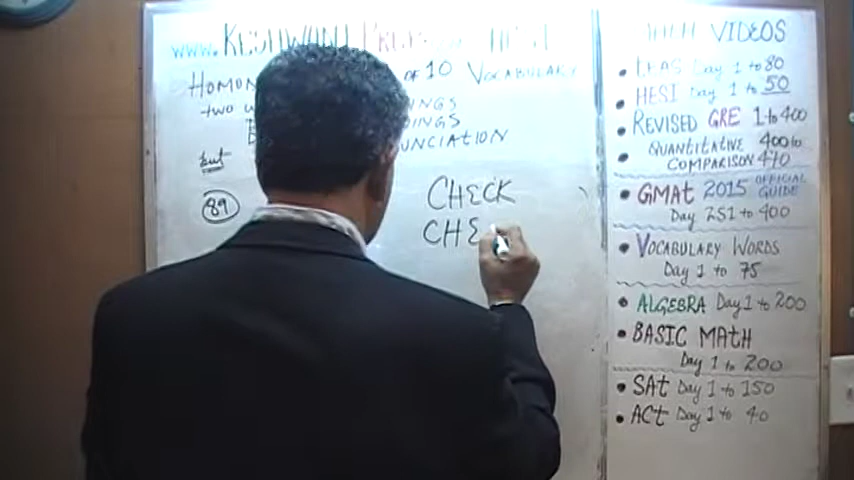 www. KESHWANI
HOMON OF 10 VOCABULARY
-two w INGS
INGS
UNCIATION
but
89
CHECK
CHE
VIDEOS
• TEAS Day 1 to 80
• HESI Day 1 to 50
• REVISED GRE 1 to 400
• QUANTITATIVE 400 to
COMPARISON 470
• GMAT 2015 OFFICIAL GUIDE
Day 251 to 400
• VOCABULARY WORDS
Day 1 to 75
• ALGEBRA Day 1 to 200
• BASIC MATH
Day 1 to 200
• SAT Day 1 to 150
• ACT Day 1 to 40